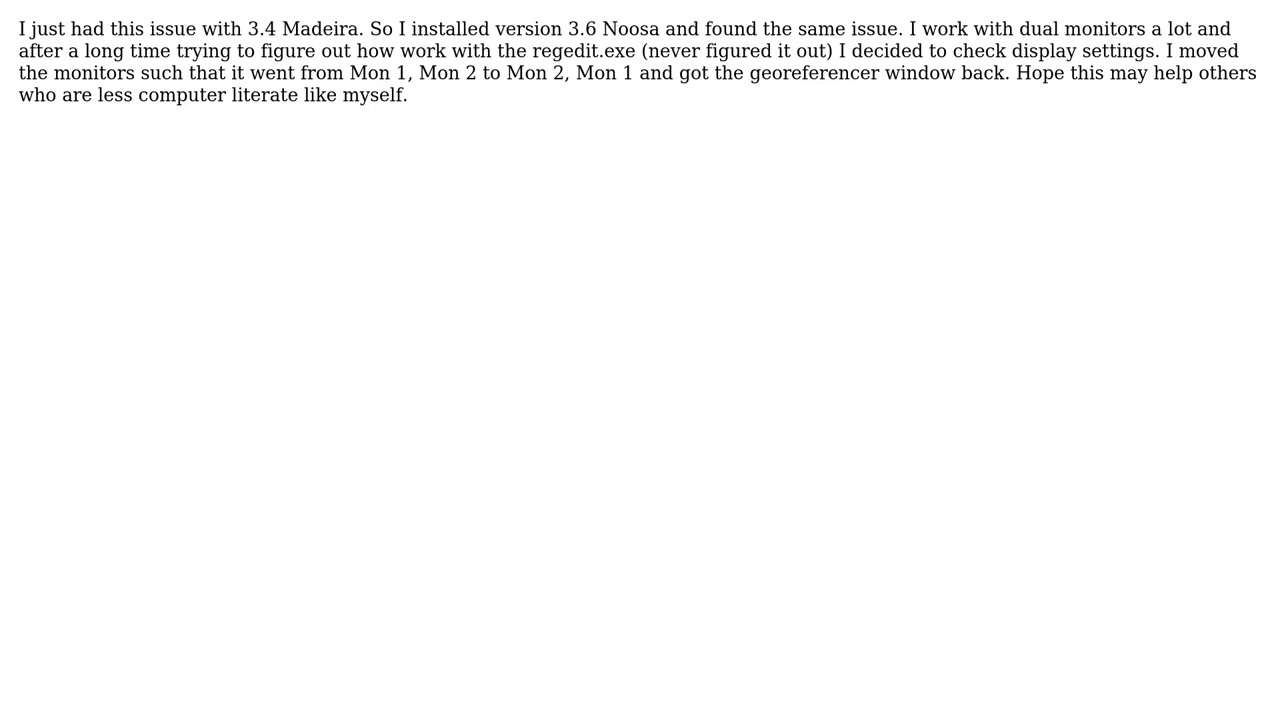 I just had this issue with 3.4 Madeira. So I installed version 3.6 Noosa and found the same issue. I work with dual monitors a lot and
after a long time trying to figure out how work with the regedit.exe (never figured it out) I decided to check display settings. I moved
the monitors such that it went from Mon 1, Mon 2 to Mon 2, Mon 1 and got the georeferencer window back. Hope this may help others
who are less computer literate like myself.